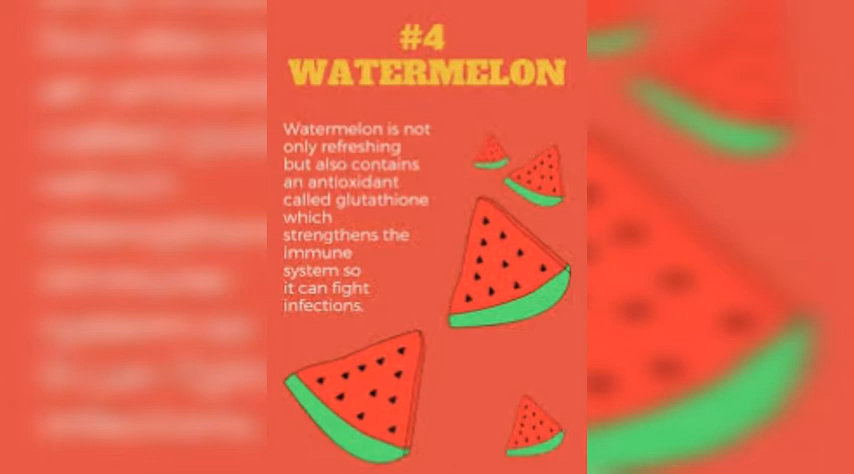 #4
WATERMELON
Watermelon is not
only refreshing
but also contains
an antioxidant
called glutathione
which
strengthens the
immune
system so
it can fight
infections.